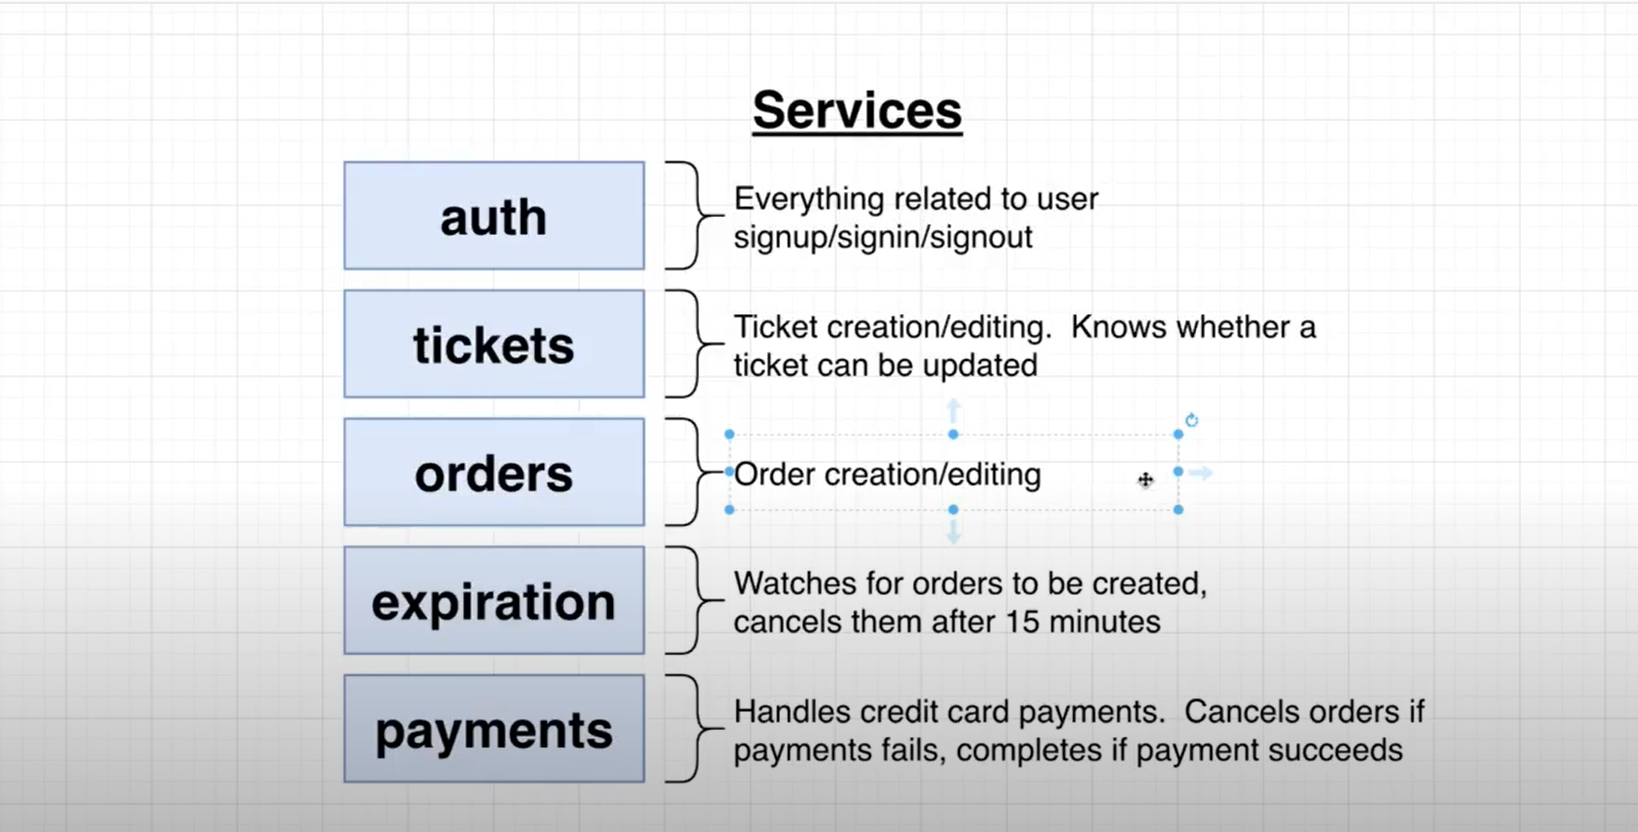 Services
auth
Everything related to user
signup/signin/signout
tickets
Ticket creation/editing.  Knows whether a
ticket can be updated
orders
Order creation/editing
expiration
Watches for orders to be created,
cancels them after 15 minutes
payments
Handles credit card payments.  Cancels orders if
payments fails, completes if payment succeeds